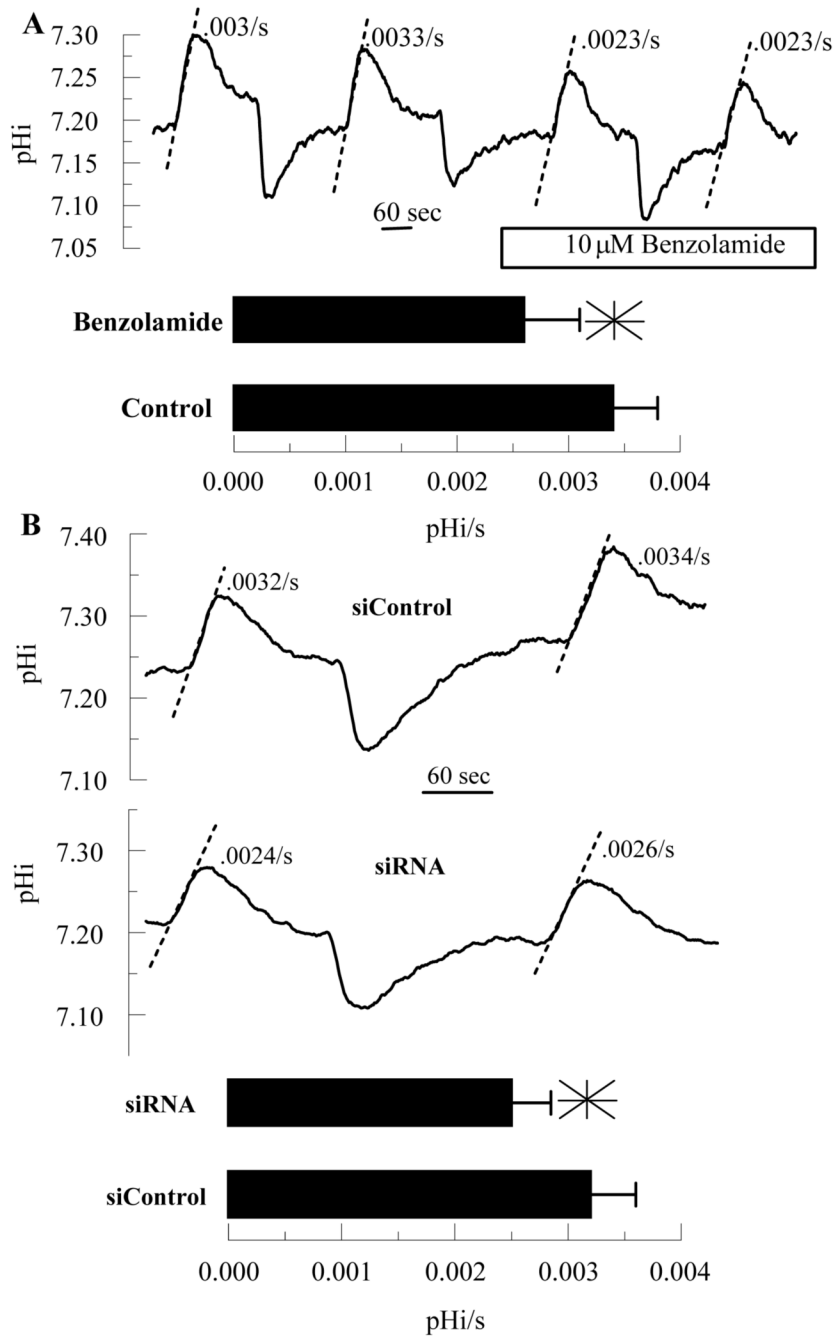 A
.003/s
.0033/s
.0023/s
.0023/s
7.30
7.25
7.20
7.15
7.10
7.05
pHi
60 sec
10 µM Benzolamide
Benzolamide
Control
0.000 0.001 0.002 0.003 0.004
pHi/s
B
7.40
7.30
7.20
7.10
pHi
.0032/s
siControl
.0034/s
60 sec
7.30
7.20
7.10
pHi
.0024/s
siRNA
.0026/s
siRNA
siControl
0.000 0.001 0.002 0.003 0.004
pHi/s